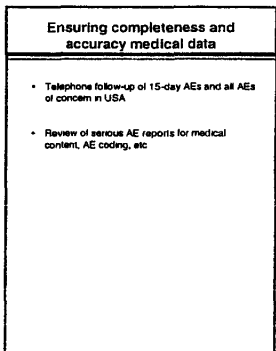 Ensuring completeness and
accuracy medical data
• Telephone follow-up of 15-day AEs and all AEs
of concern in USA
• Review of serious AE reports for medical
content, AE coding, etc